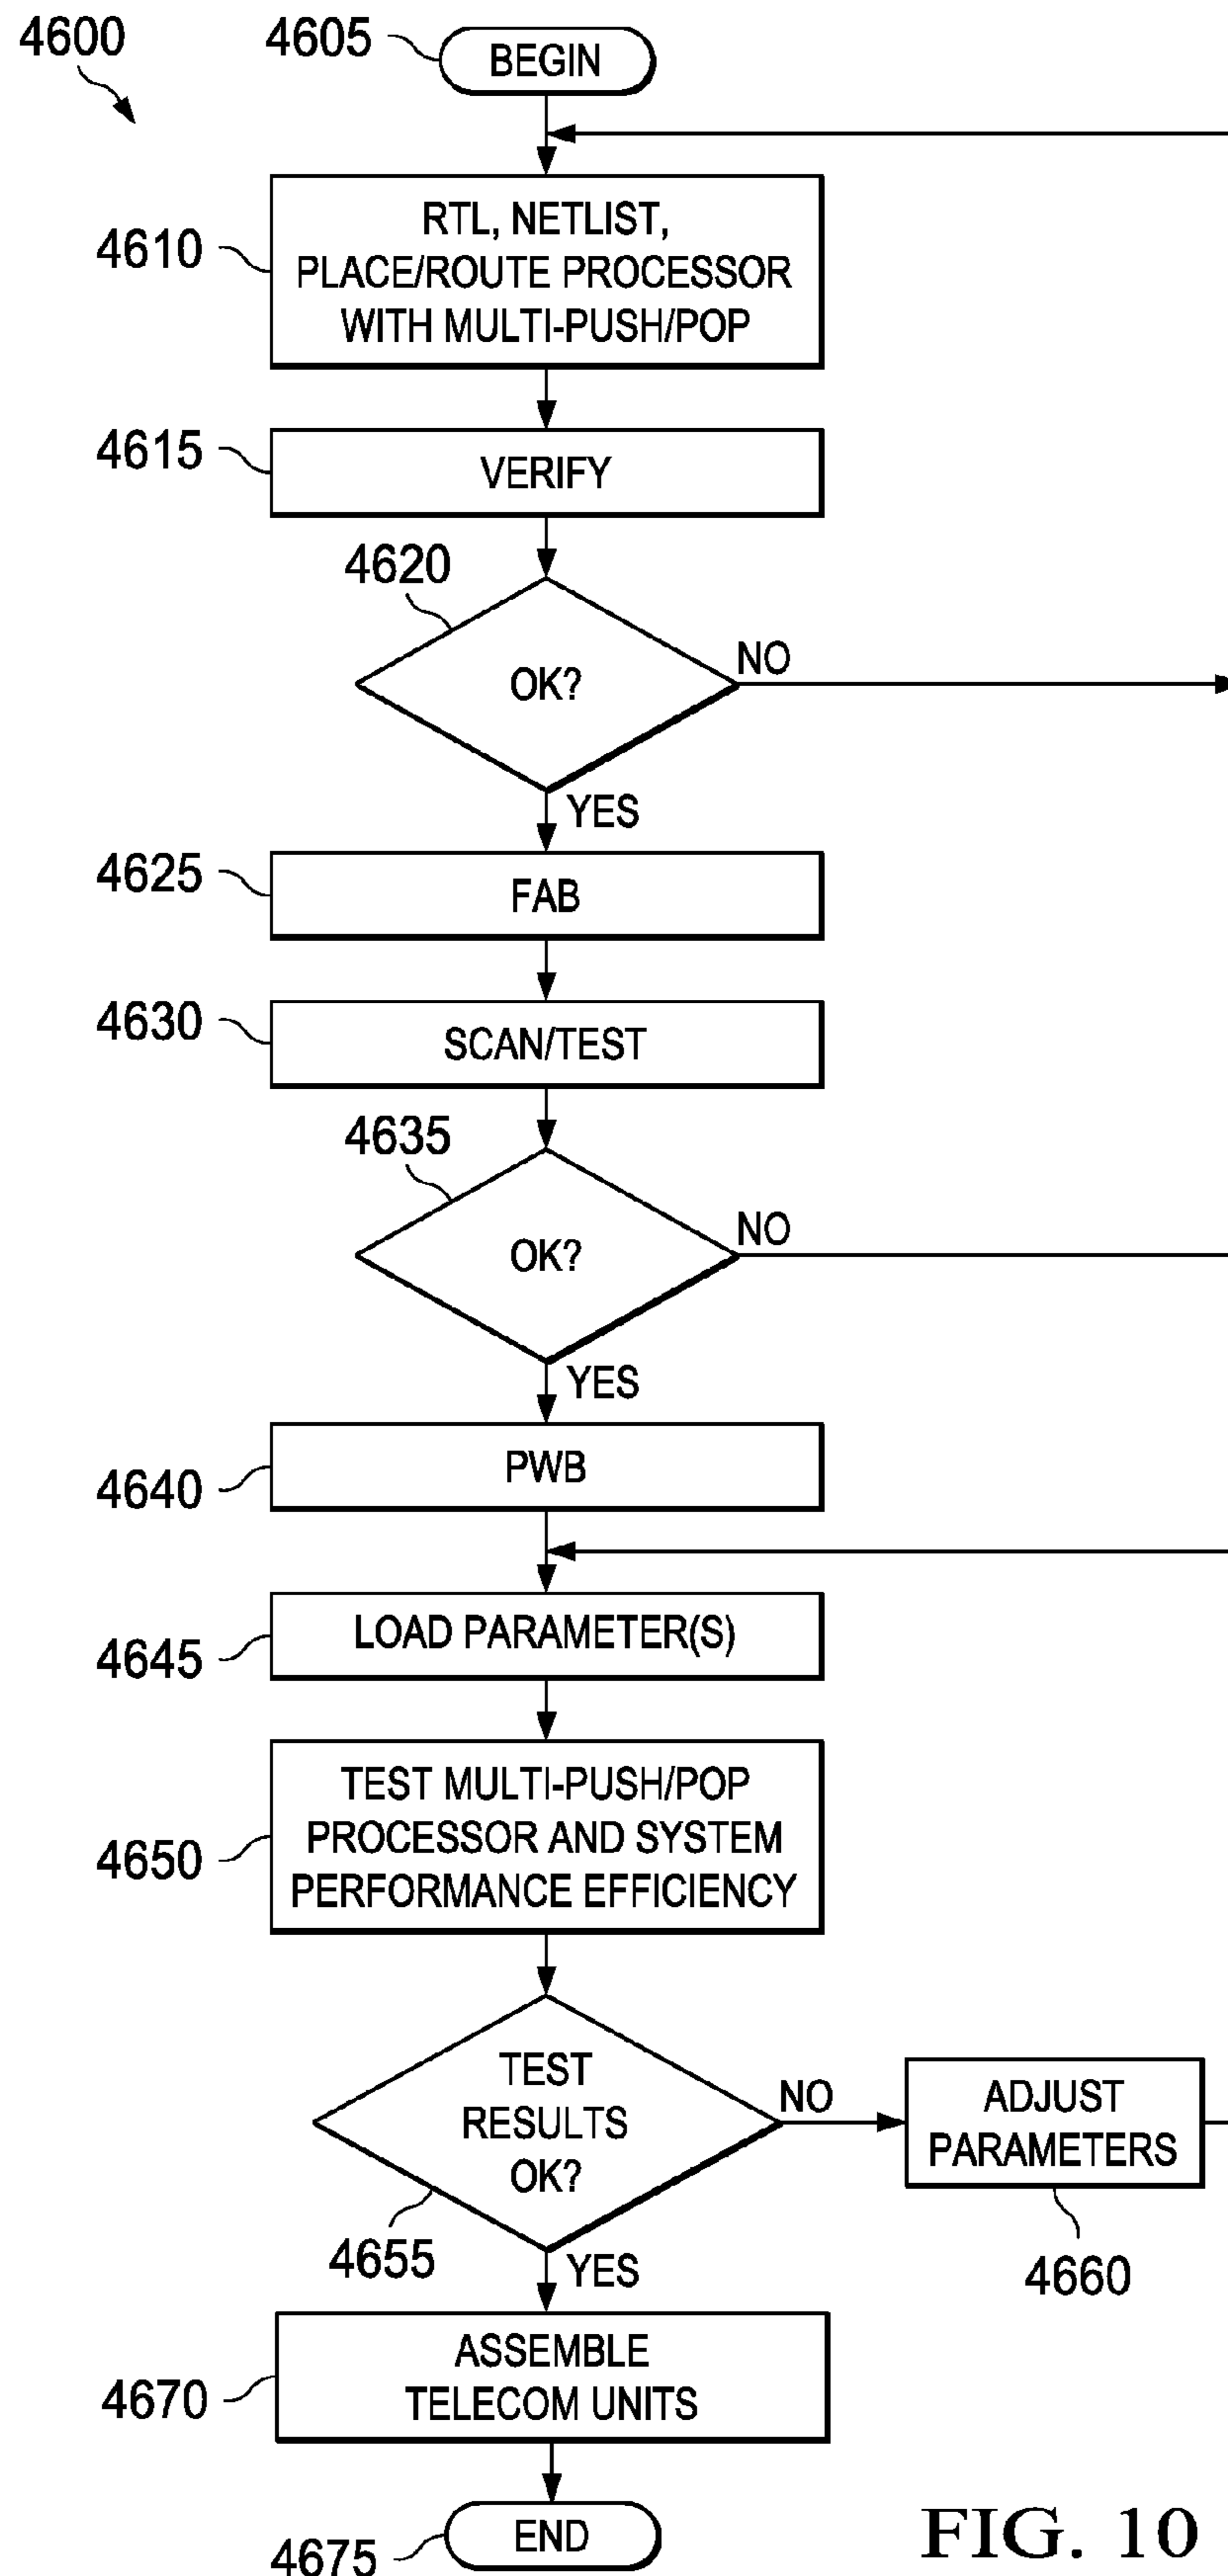 4600
4605
BEGIN
4610
RTL, NETLIST,
PLACE/ROUTE PROCESSOR
WITH MULTI-PUSH/POP
4615
VERIFY
4620
OK?
NO
YES
4625
FAB
4630
SCAN/TEST
4635
OK?
NO
YES
4640
PWB
4645
LOAD PARAMETER(S)
4650
TEST MULTI-PUSH/POP
PROCESSOR AND SYSTEM
PERFORMANCE EFFICIENCY
TEST
RESULTS
OK?
4655
NO
ADJUST
PARAMETERS
4660
YES
4670
ASSEMBLE
TELECOM UNITS
4675
END
FIG. 10